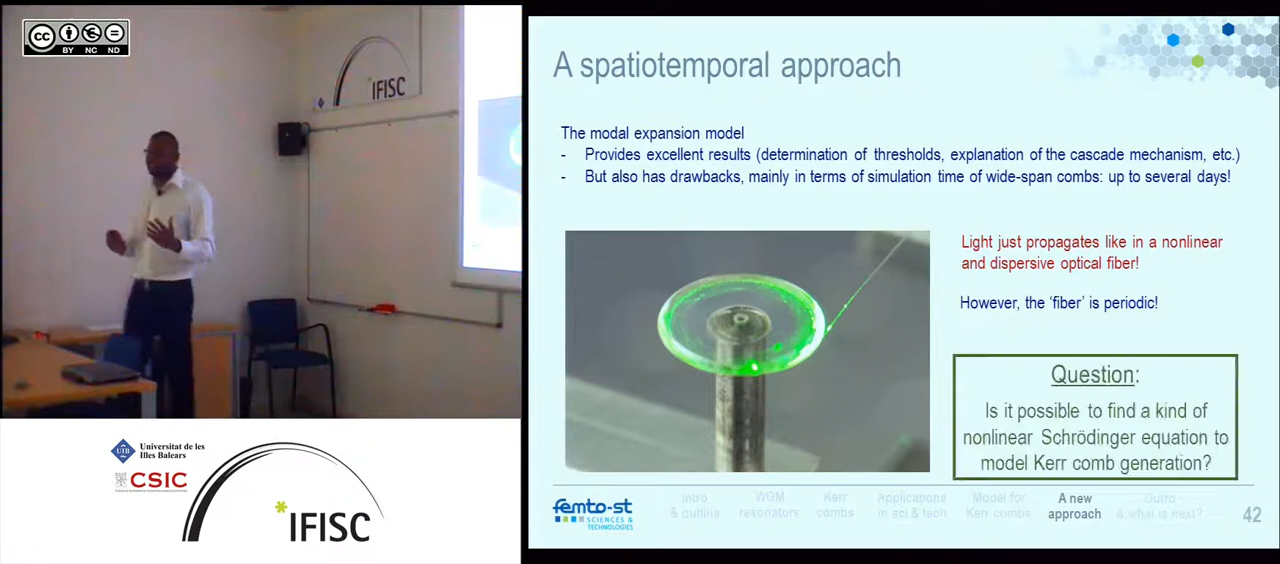 cc
BY NC ND
IFISC
Universitat de les
Illes Balears
UIB
CSIC
IFISC
A spatiotemporal approach
The modal expansion model
- Provides excellent results (determination of thresholds, explanation of the cascade mechanism, etc.)
- But also has drawbacks, mainly in terms of simulation time of wide-span combs: up to several days!
Light just propagates like in a nonlinear
and dispersive optical fiber!
However, the ‘fiber’ is periodic!
Question:
Is it possible to find a kind of
nonlinear Schrödinger equation to
model Kerr comb generation?
femto-st
SCIENCES &
TECHNOLOGIES
Intro
& outline
WGM
resonators
Kerr
combs
Applications
in sci & tech
Model for
Kerr combs
A new
approach
Outro
& what is next?
42